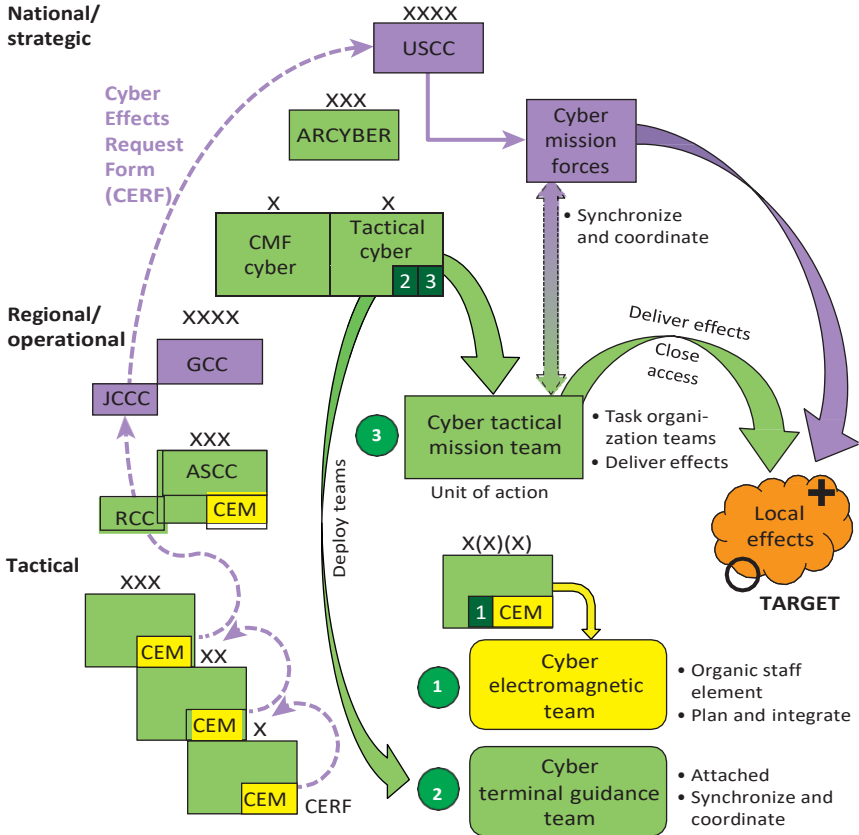 National/
strategic
XXXX
USCC
Cyber
Effects
Request
Form
(CERF)
XXX
ARCYBER
Cyber
mission
forces
X
X
CMF
cyber
Tactical
cyber
2 3
• Synchronize
and coordinate
Regional/
operational
XXXX
GCC
JCCC
Deliver effects
Close
access
3
Cyber tactical
mission team
Unit of action
• Task organi-
zation teams
• Deliver effects
XXX
ASCC
CEM
RCC
Local
effects
TARGET
Deploy teams
Tactical
XXX
CEM
XX
CEM
X
CEM
CERF
X(X)(X)
1 CEM
1
Cyber
electromagnetic
team
• Organic staff
element
• Plan and integrate
2
Cyber
terminal guidance
team
• Attached
• Synchronize and
coordinate